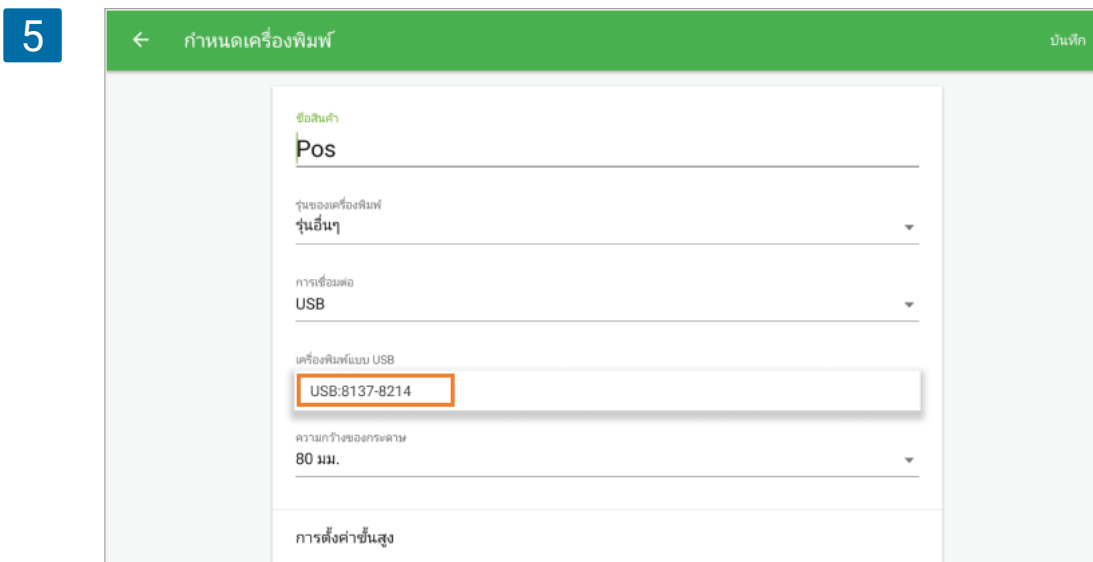 5
กำหนดเครื่องพิมพ์
บันทึก
ชื่อสินค้า
Pos
รุ่นของเครื่องพิมพ์
รุ่นอื่นๆ
การเชื่อมต่อ
USB
เครื่องพิมพ์แบบ USB
USB:8137-8214
ความกว้างของกระดาษ
80 มม.
การตั้งค่าขั้นสูง